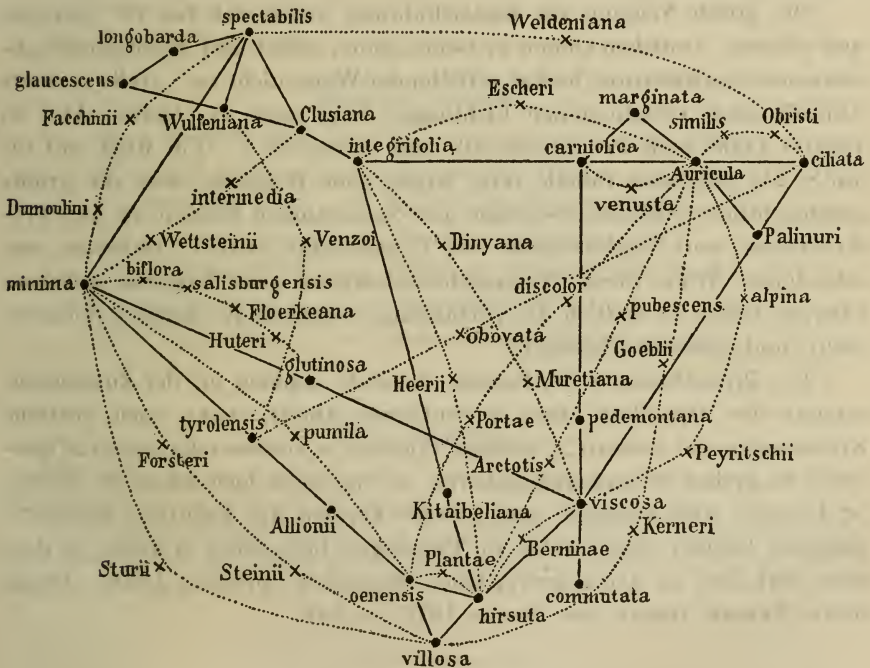 spectabilis
Weldeniana
longobarda
glaucescens
Escheri
marginata
Facchinii
Wulfeniana
Clusiana
similis
Obristi
integrifolia
carniolica
Auricula
ciliata
intermedia
venusta
Dumoulini
Wettsteinii
Venzoi
Dinyana
Palinuri
minima
biflora
salisburgensis
discolor
alpina
Floerkeana
pubescens
Huteri
obovata
Goeblii
glutinosa
Heerii
Muretiana
tyrolensis
pumila
Portae
pedemontana
Forsteri
Arctotis
Peyritschii
Allionii
Kitaibeliana
viscosa
Kerneri
Sturii
Steinii
Plantae
Berninae
oenensis
hirsuta
commutata
villosa